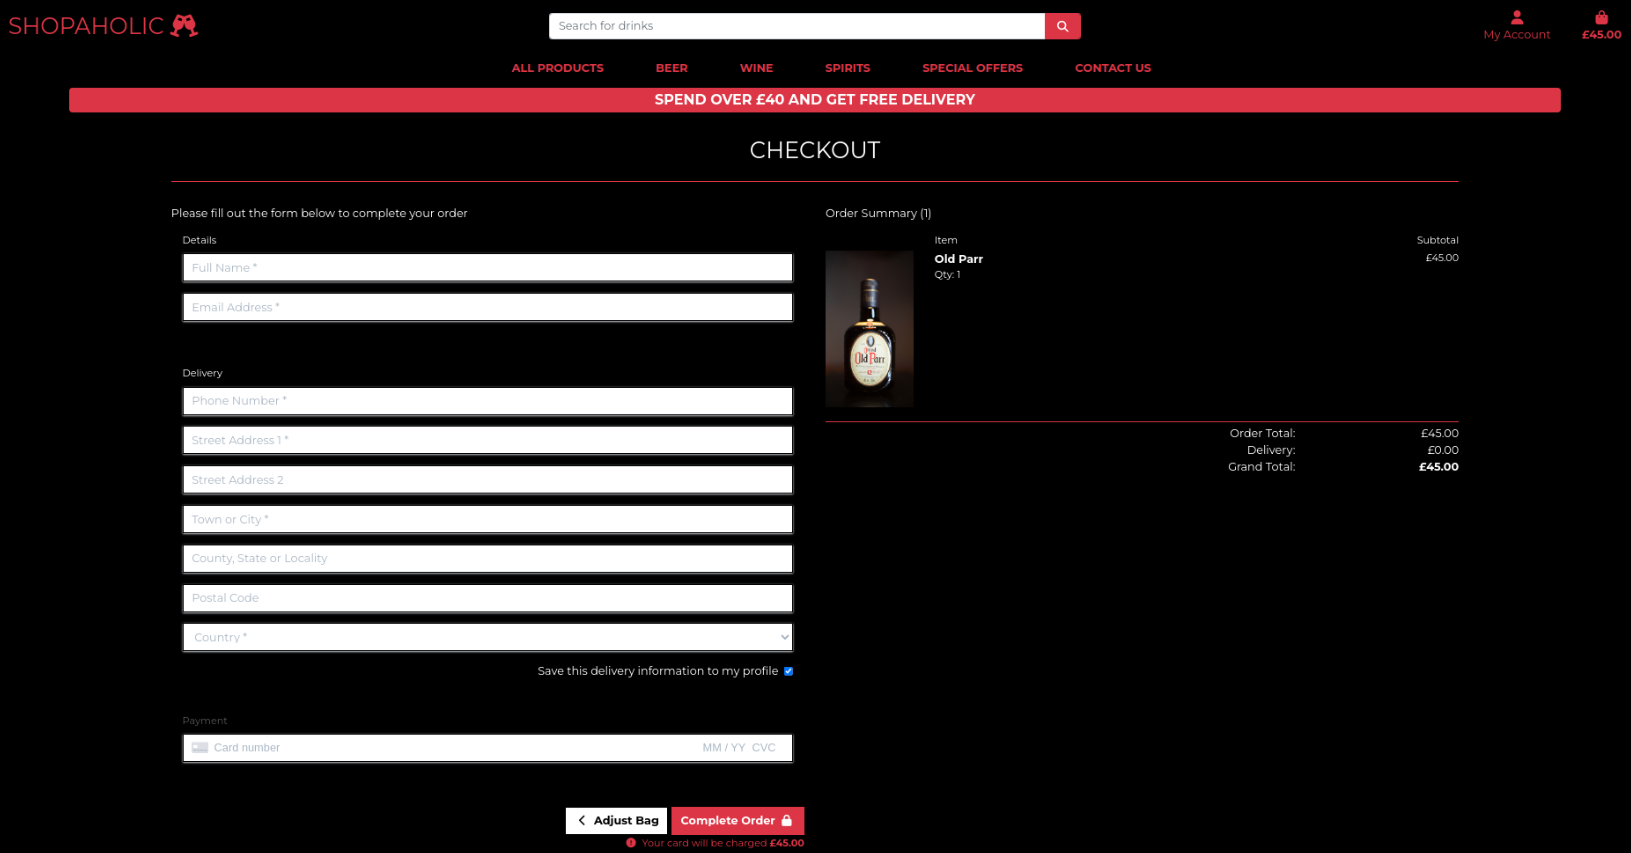 SHOPAHOLIC
Search for drinks
My Account
£45.00
ALL PRODUCTS BEER WINE SPIRITS SPECIAL OFFERS CONTACT US
SPEND OVER £40 AND GET FREE DELIVERY
CHECKOUT
Please fill out the form below to complete your order
Details
Full Name *
Email Address *
Delivery
Phone Number *
Street Address 1 *
Street Address 2
Town or City *
County, State or Locality
Postal Code
Country *
Save this delivery information to my profile
Payment
Card number MM / YY CVC
Adjust Bag Complete Order
Your card will be charged £45.00
Order Summary (1)
Item Subtotal
Old Parr £45.00
Qty: 1
Old Parr
Order Total: £45.00
Delivery: £0.00
Grand Total: £45.00